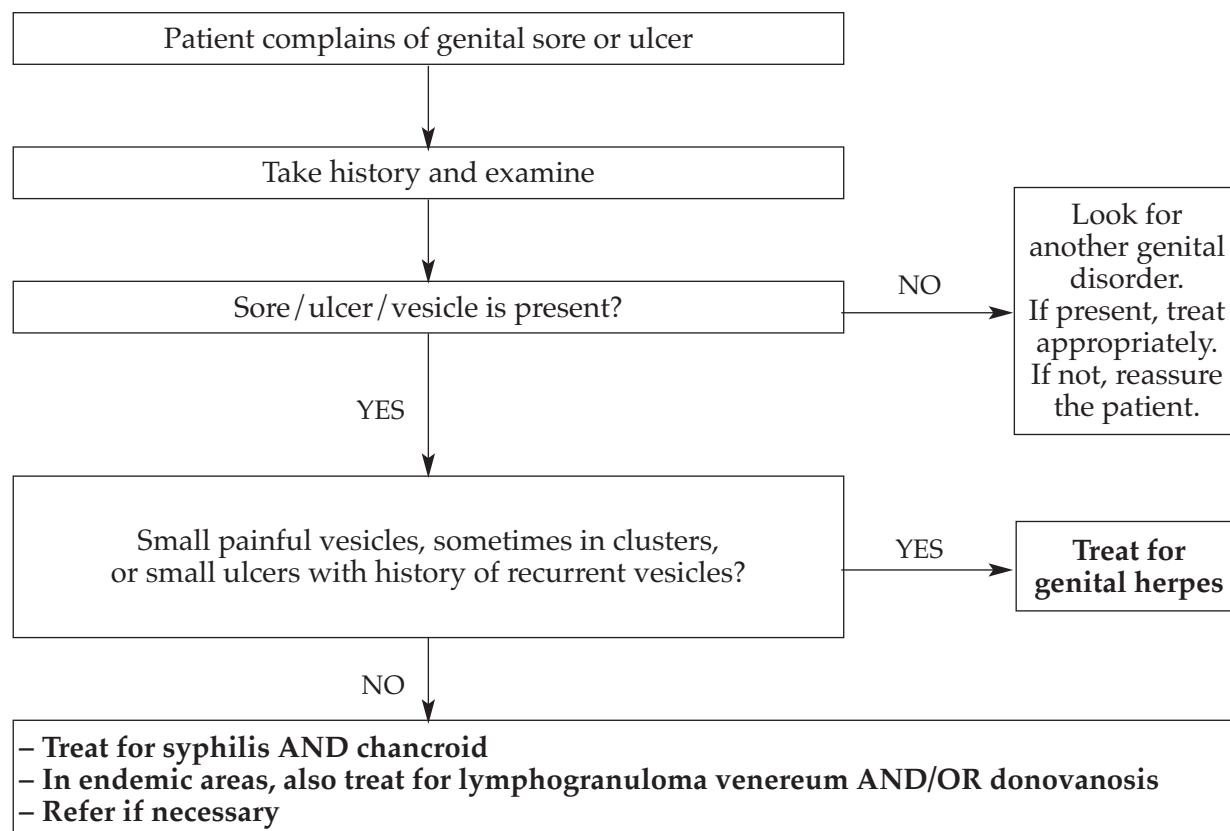 Patient complains of genital sore or ulcer
Take history and examine
Sore/ulcer/vesicle is present?
NO
Look for
another genital
disorder.
If present, treat
appropriately.
If not, reassure
the patient.
YES
Small painful vesicles, sometimes in clusters,
or small ulcers with history of recurrent vesicles?
YES
Treat for
genital herpes
NO
– Treat for syphilis AND chancroid
– In endemic areas, also treat for lymphogranuloma venereum AND/OR donovanosis
– Refer if necessary